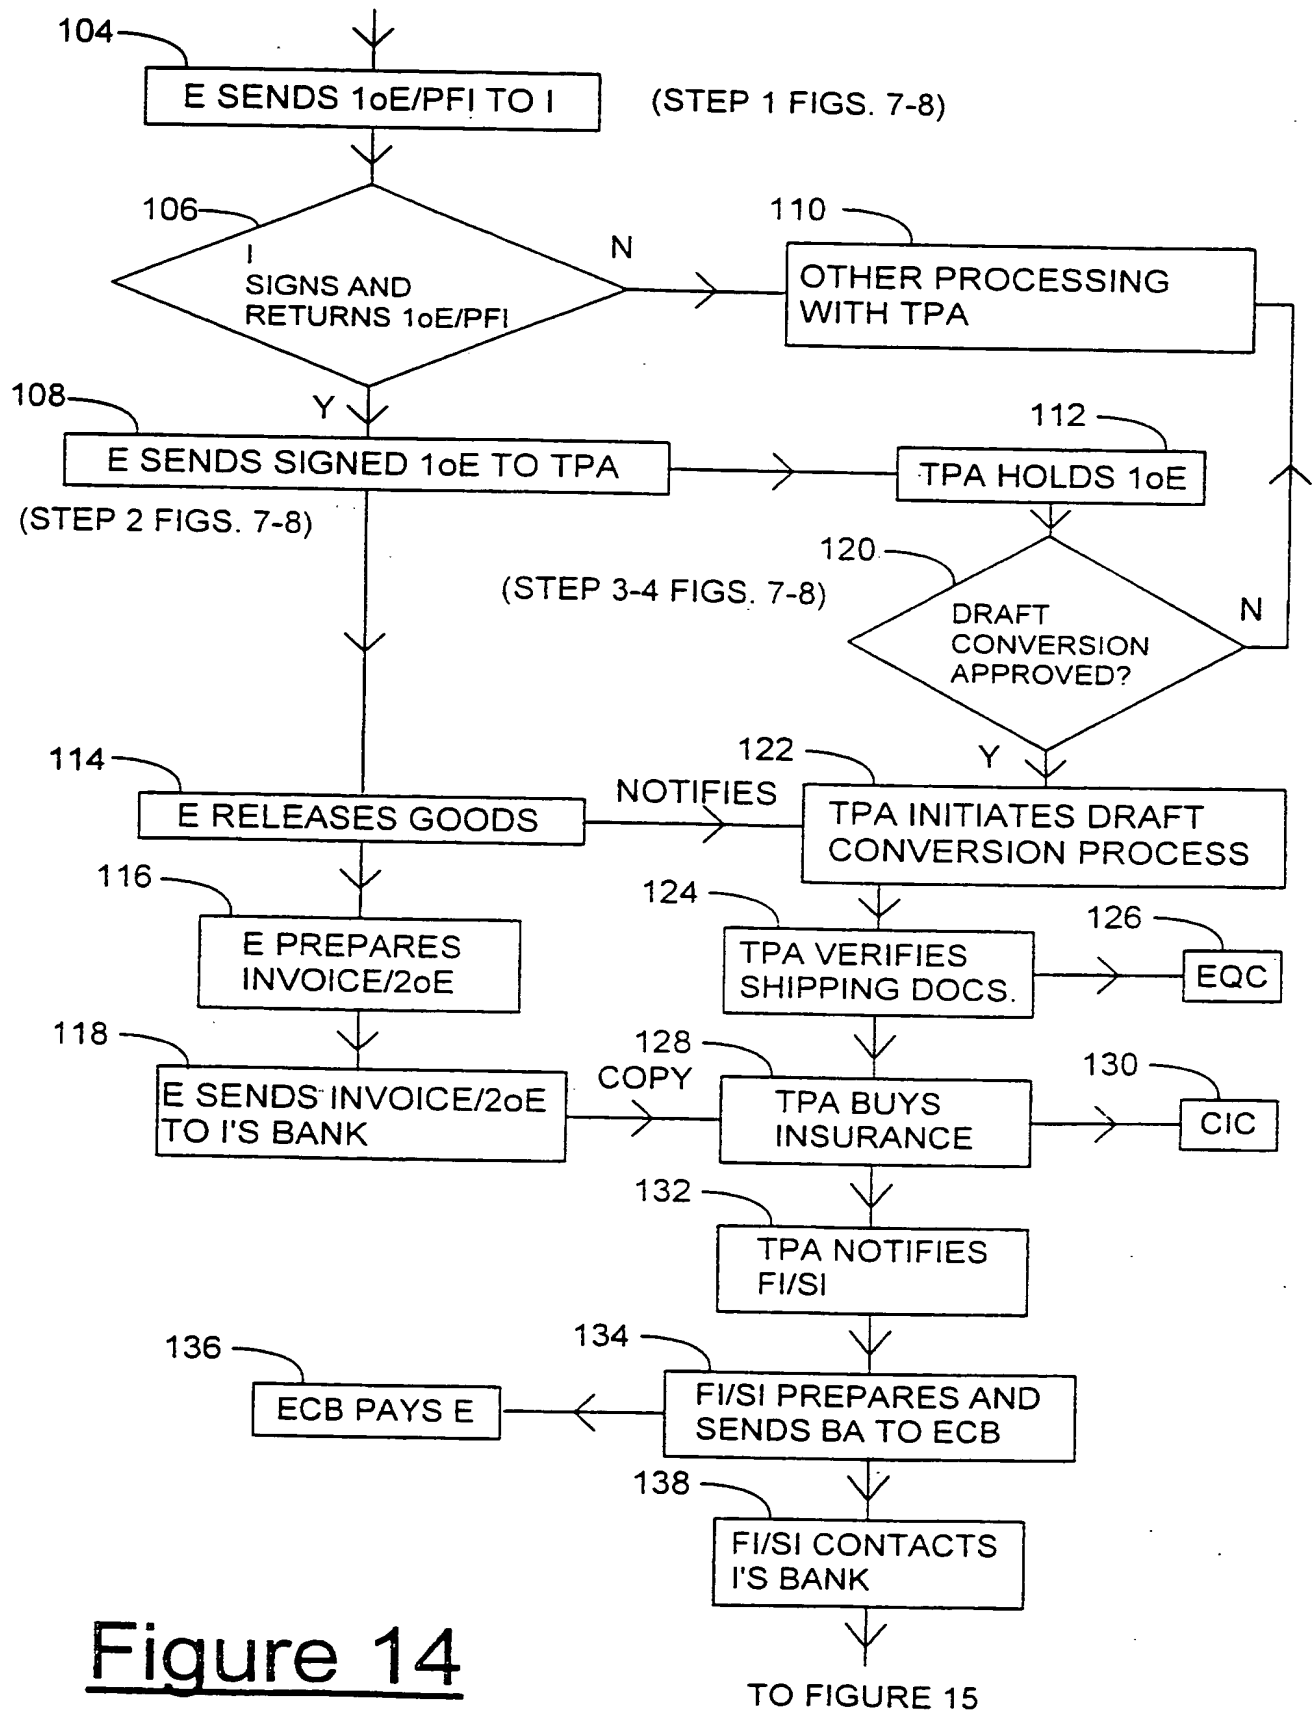 104
E SENDS 1oE/PFI TO I
(STEP 1 FIGS. 7-8)
106
I
SIGNS AND
RETURNS 1oE/PFI
N
110
OTHER PROCESSING
WITH TPA
Y
108
E SENDS SIGNED 1oE TO TPA
(STEP 2 FIGS. 7-8)
112
TPA HOLDS 1oE
(STEP 3-4 FIGS. 7-8)
120
DRAFT
CONVERSION
APPROVED?
N
Y
114
E RELEASES GOODS
NOTIFIES
122
TPA INITIATES DRAFT
CONVERSION PROCESS
116
E PREPARES
INVOICE/2oE
124
TPA VERIFIES
SHIPPING DOCS.
126
EQC
118
E SENDS INVOICE/2oE
TO I'S BANK
COPY
128
TPA BUYS
INSURANCE
130
CIC
132
TPA NOTIFIES
FI/SI
134
FI/SI PREPARES AND
SENDS BA TO ECB
136
ECB PAYS E
138
FI/SI CONTACTS
I'S BANK
TO FIGURE 15
Figure 14